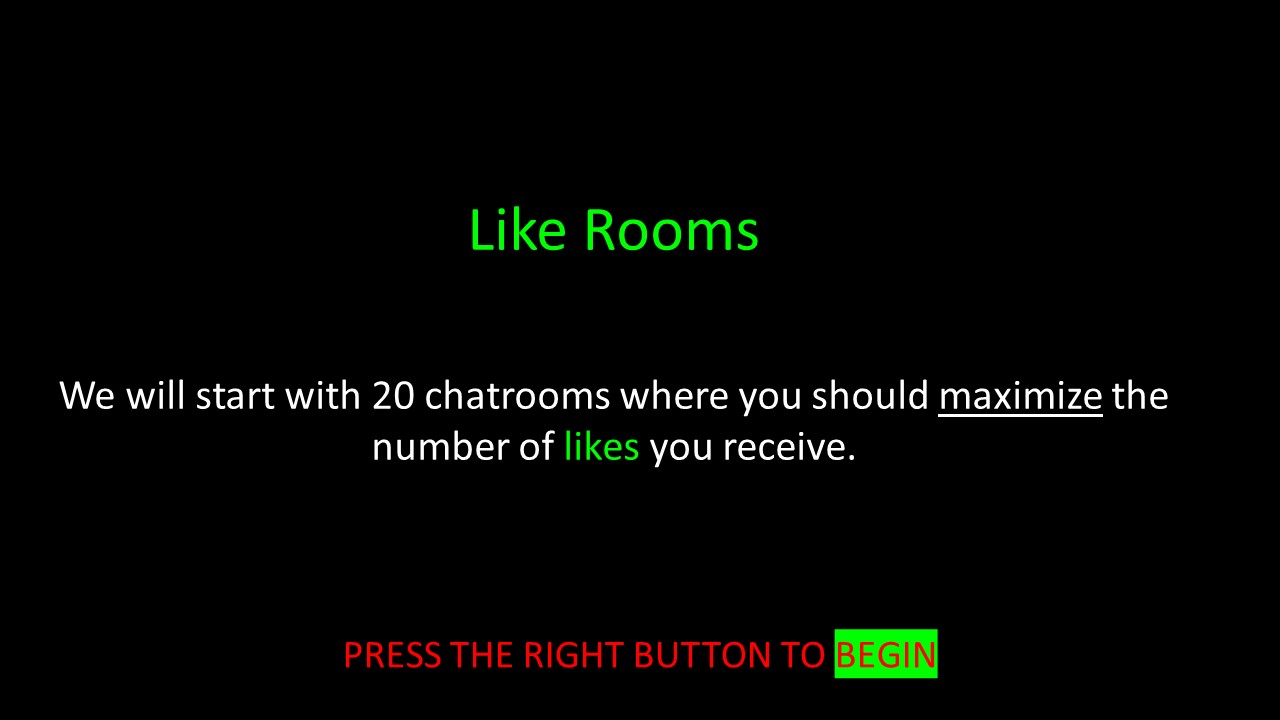 Like Rooms
We will start with 20 chatrooms where you should maximize the
number of likes you receive.
PRESS THE RIGHT BUTTON TO BEGIN